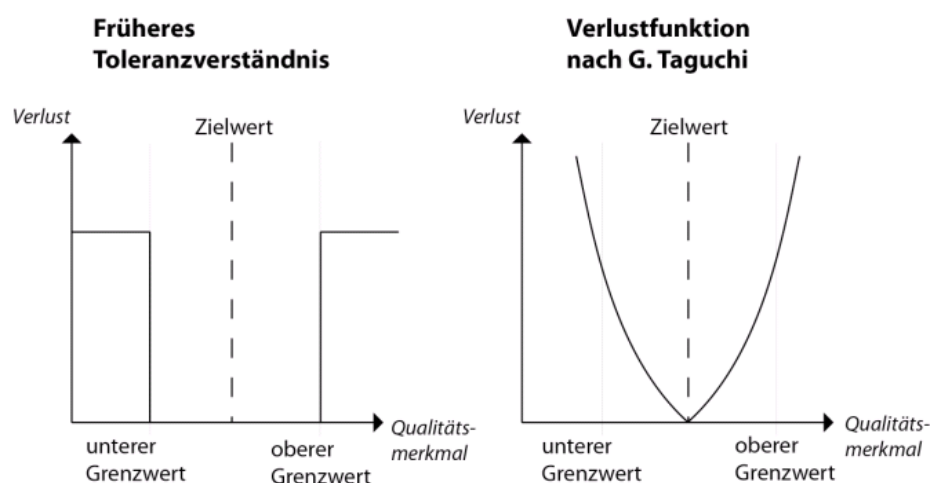 Früheres
Toleranzverständnis
Verlust
Zielwert
unterer
Grenzwert
oberer
Grenzwert
Qualitäts-
merkmal
Verlustfunktion
nach G. Taguchi
Verlust
Zielwert
unterer
Grenzwert
oberer
Grenzwert
Qualitäts-
merkmal